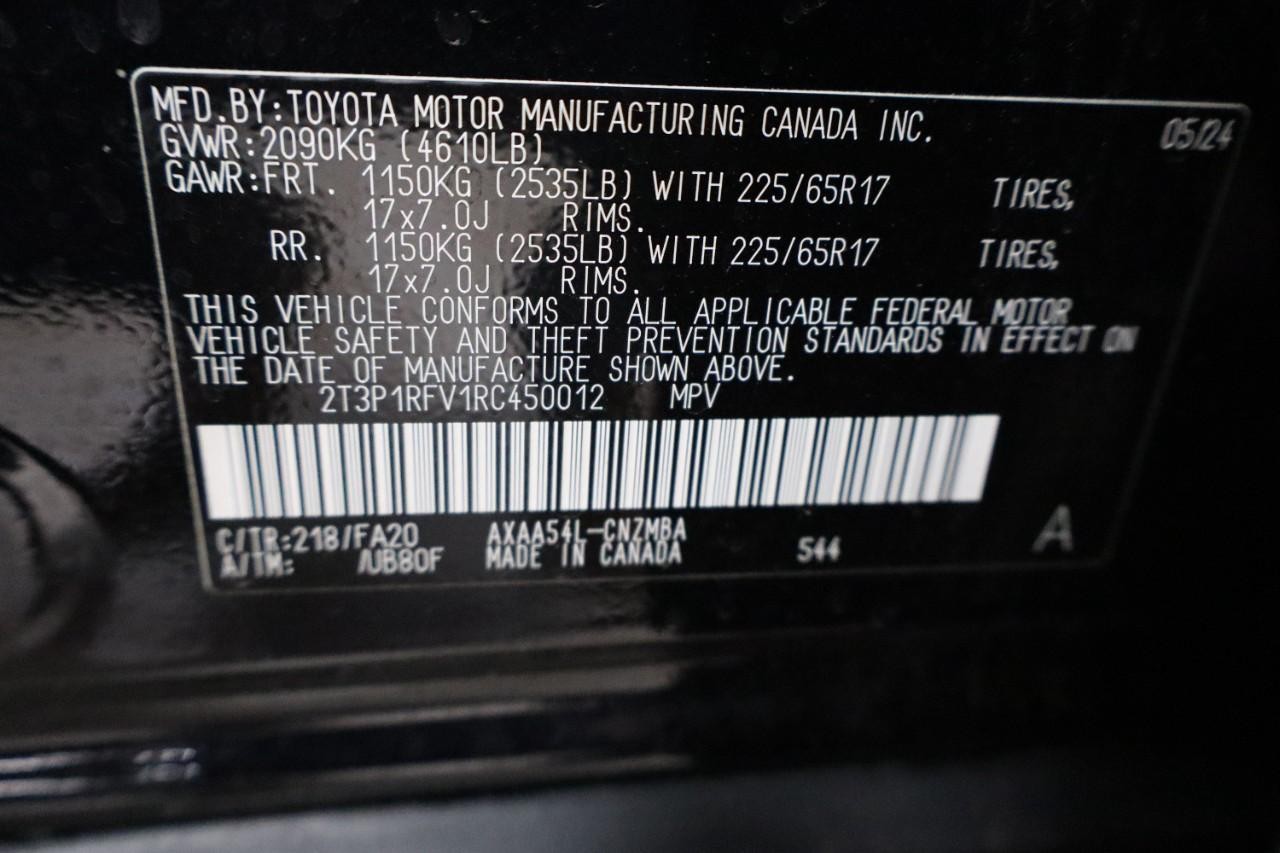 MFD.BY:TOYOTA MOTOR MANUFACTURING CANADA INC. 05/24
GVWR:2090KG (4610LB)
GAWR:FRT. 1150KG (2535LB) WITH 225/65R17 TIRES,
17x7.0J RIMS.
RR. 1150KG (2535LB) WITH 225/65R17 TIRES,
17x7.0J RIMS.
THIS VEHICLE CONFORMS TO ALL APPLICABLE FEDERAL MOTOR
VEHICLE SAFETY AND THEFT PREVENTION STANDARDS IN EFFECT ON
THE DATE OF MANUFACTURE SHOWN ABOVE.
2T3P1RFV1RC450012 MPV
C/TR:218/FA20 AXAA54L-CNZMBA
A/TM: /UB80F MADE IN CANADA 544 A